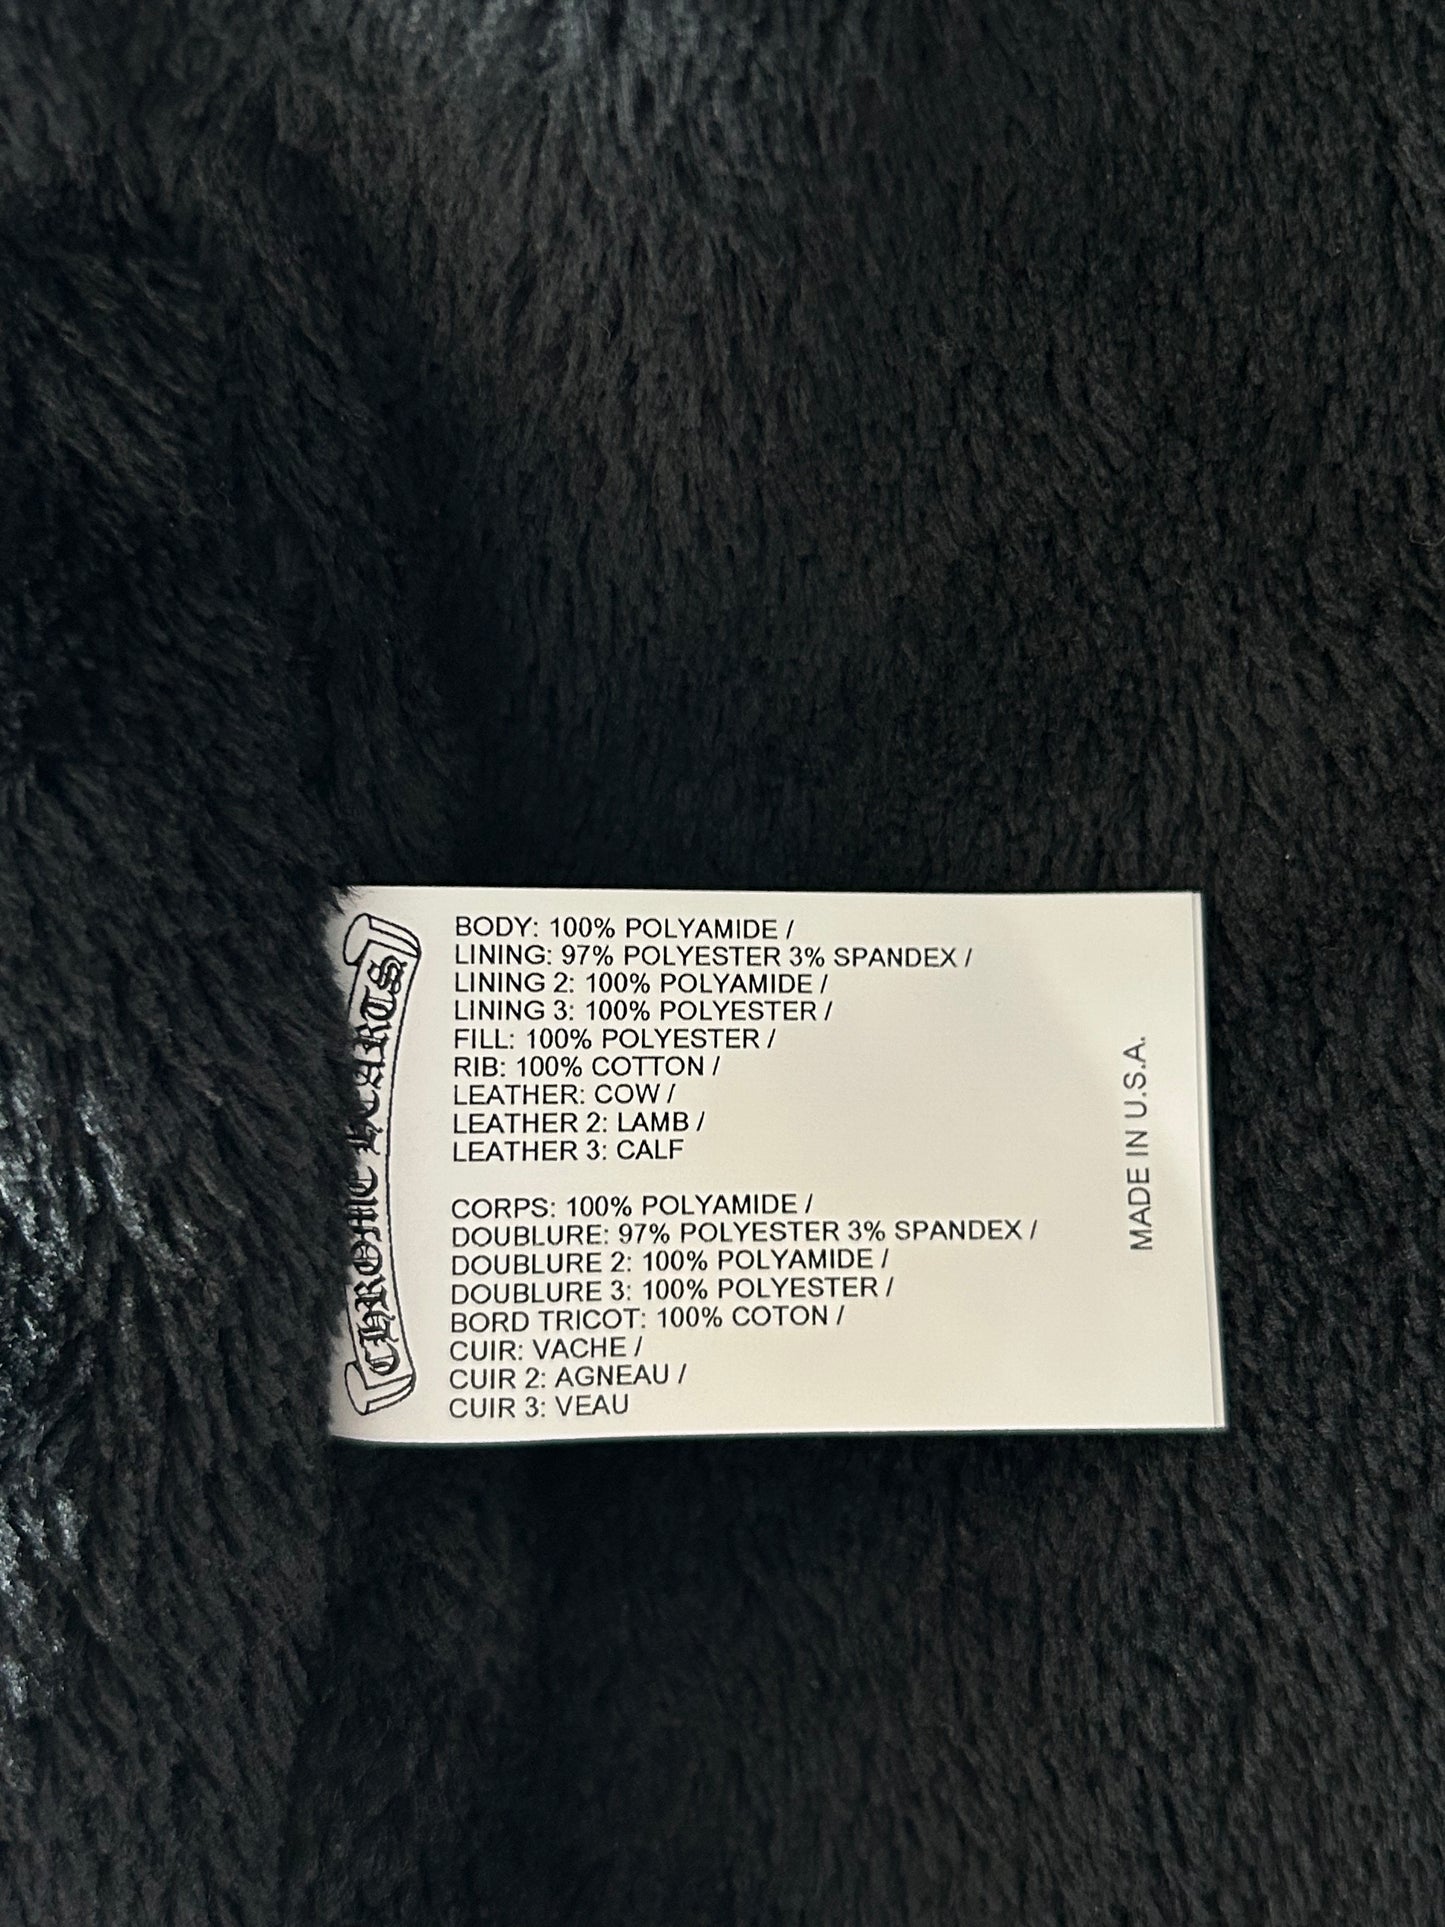 CHROME HEARTS
BODY: 100% POLYAMIDE /
LINING: 97% POLYESTER 3% SPANDEX /
LINING 2: 100% POLYAMIDE /
LINING 3: 100% POLYESTER /
FILL: 100% POLYESTER /
RIB: 100% COTTON /
LEATHER: COW /
LEATHER 2: LAMB /
LEATHER 3: CALF
CORPS: 100% POLYAMIDE /
DOUBLURE: 97% POLYESTER 3% SPANDEX /
DOUBLURE 2: 100% POLYAMIDE /
DOUBLURE 3: 100% POLYESTER /
BORD TRICOT: 100% COTON /
CUIR: VACHE /
CUIR 2: AGNEAU /
CUIR 3: VEAU
MADE IN U.S.A.